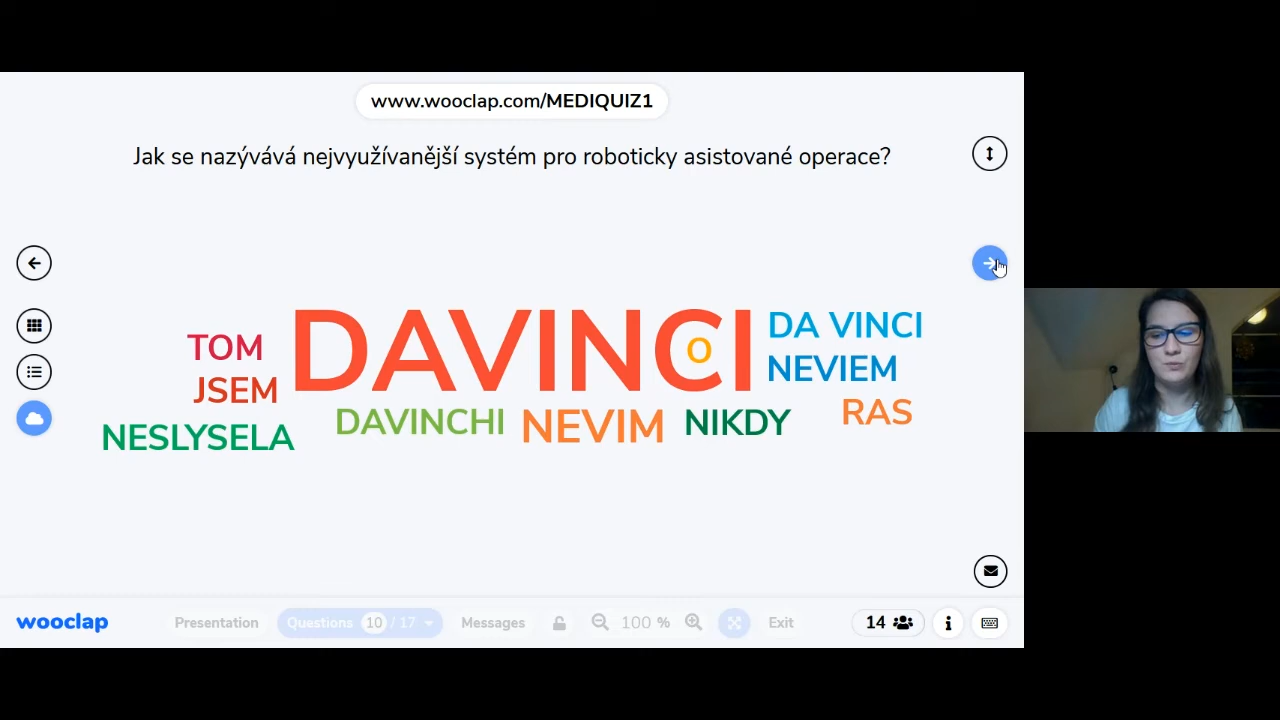 www.wooclap.com/MEDIQUIZ1
Jak se nazývává nejvyužívanější systém pro roboticky asistované operace?
TOM
DAVINCI
O
DA VINCI
JSEM
NEVIEM
NESLYSELA
DAVINCHI
NEVIM
NIKDY
RAS
wooclap
Presentation
Questions 10 / 17
Messages
100 %
Exit
14